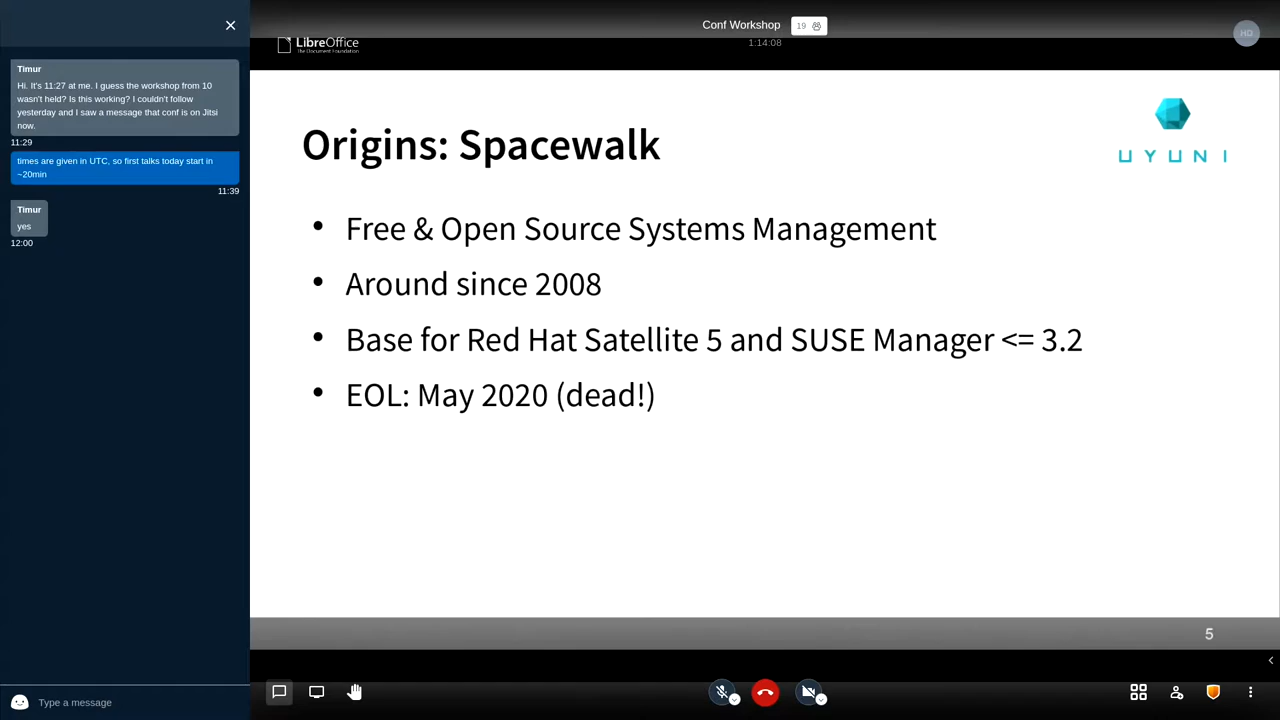 Timur
Hi. It's 11:27 at me. I guess the workshop from 10
wasn't held? Is this working? I couldn't follow
yesterday and I saw a message that conf is on Jitsi
now.
11:29
times are given in UTC, so first talks today start in
~20min
11:39
Timur
yes
12:00
Type a message
Conf Workshop
19
1:14:08
HD
LibreOffice
The Document Foundation
Origins: Spacewalk
UYUNI
• Free & Open Source Systems Management
• Around since 2008
• Base for Red Hat Satellite 5 and SUSE Manager <= 3.2
• EOL: May 2020 (dead!)
5